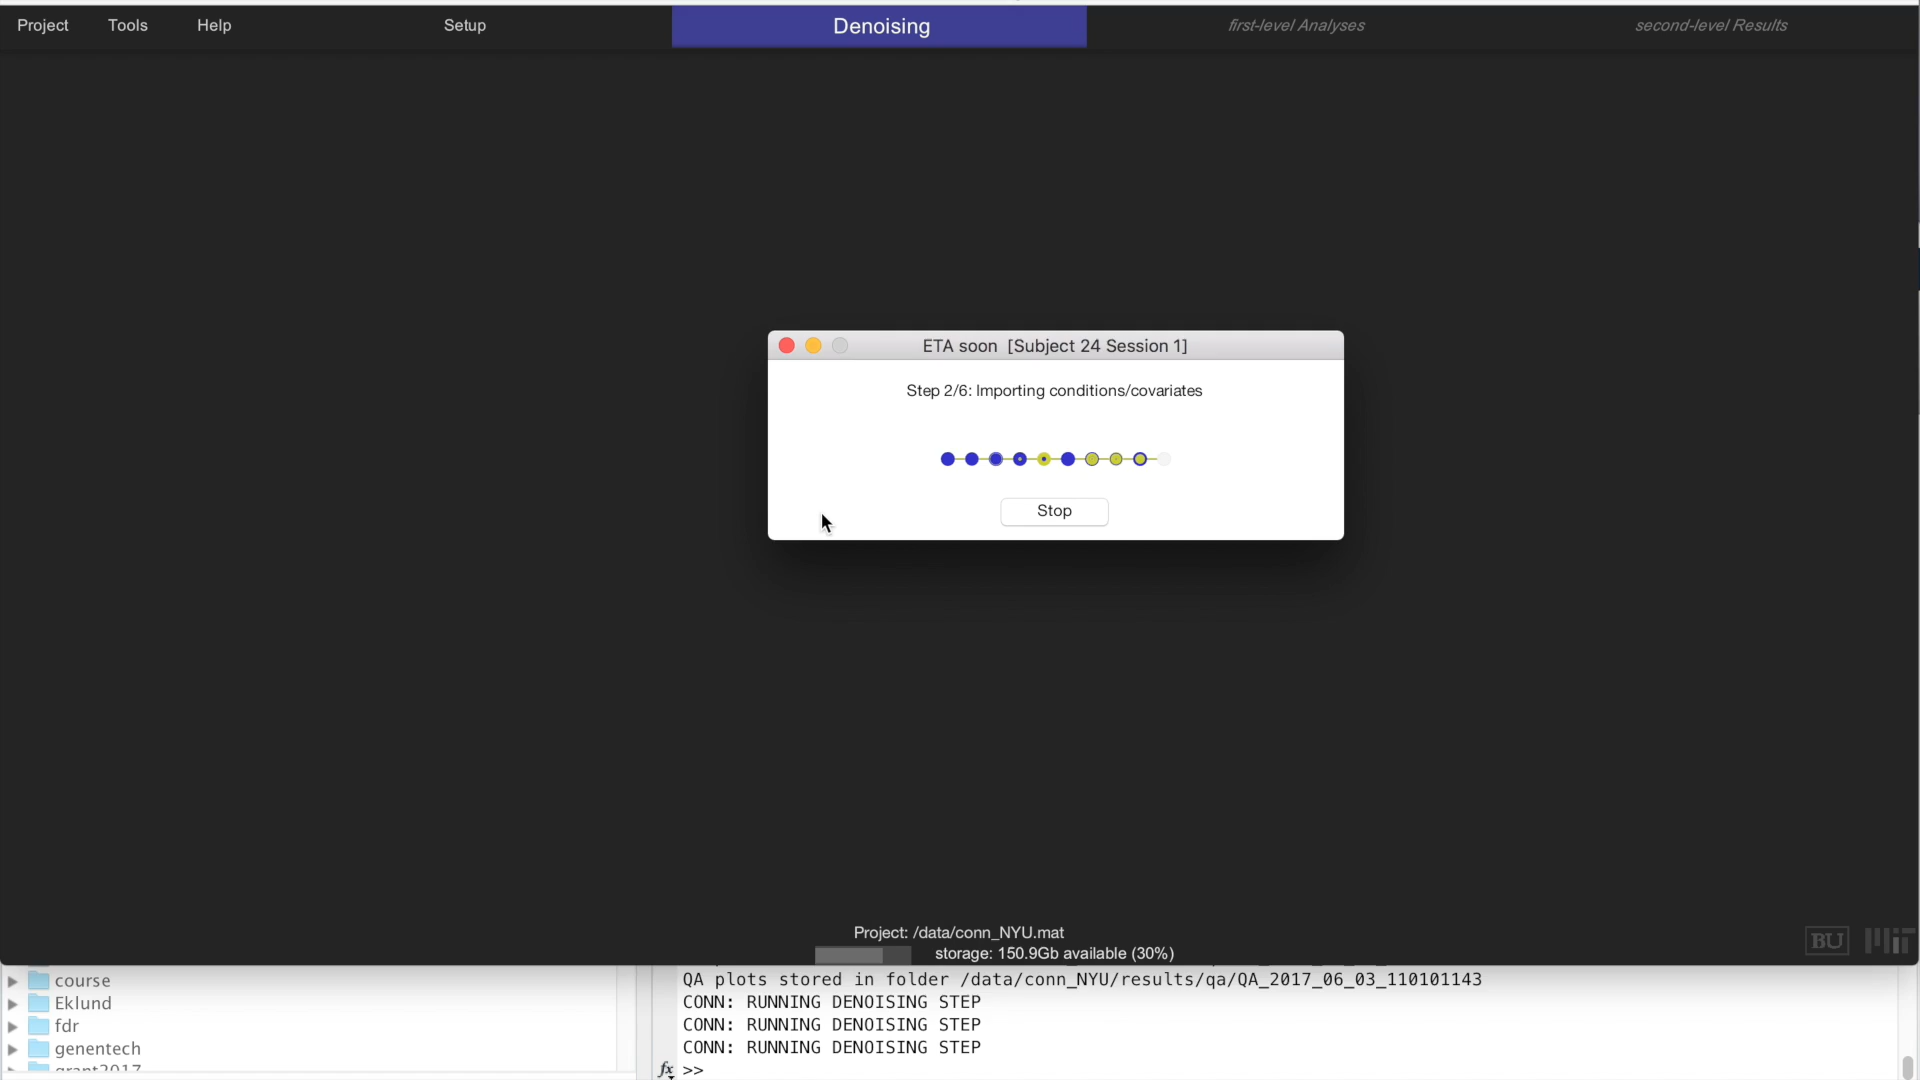 Project Tools Help Setup Denoising first-level Analyses second-level Results
ETA soon [Subject 24 Session 1]
Step 2/6: Importing conditions/covariates
Stop
Project: /data/conn_NYU.mat
storage: 150.9Gb available (30%)
BU
course
Eklund
fdr
genentech
grant2017
QA plots stored in folder /data/conn_NYU/results/qa/QA_2017_06_03_110101143
CONN: RUNNING DENOISING STEP
CONN: RUNNING DENOISING STEP
CONN: RUNNING DENOISING STEP
fx >>